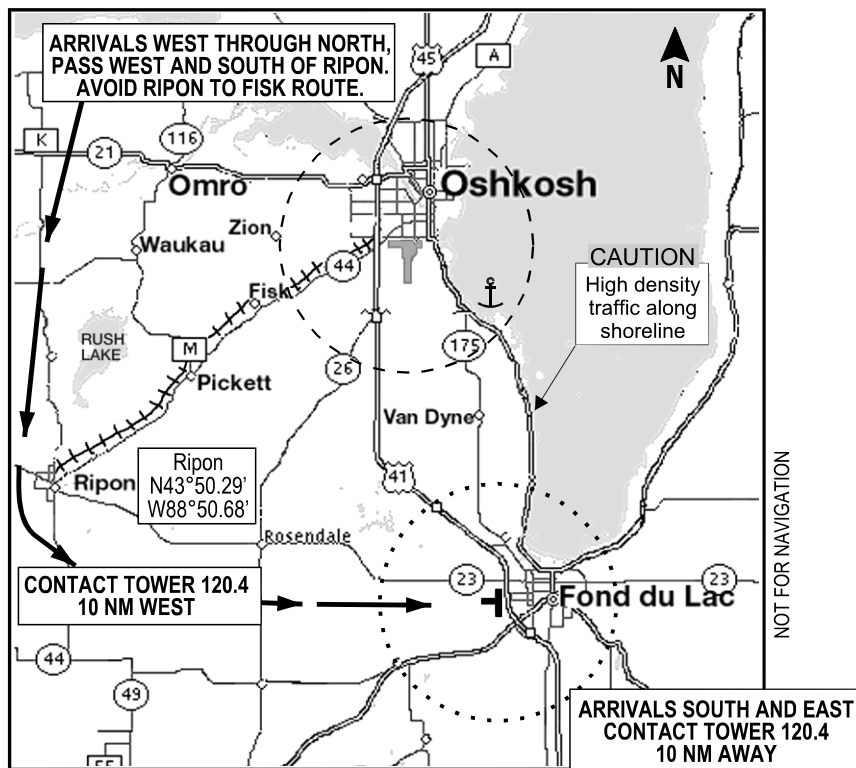 ARRIVALS WEST THROUGH NORTH,
PASS WEST AND SOUTH OF RIPON.
AVOID RIPON TO FISK ROUTE.
45
A
N
K
116
21
Omro
Oshkosh
Zion
Waukau
44
CAUTION
High density
traffic along
shoreline
Fisk
RUSH
LAKE
M
175
26
Pickett
Van Dyne
Ripon
N43°50.29'
W88°50.68'
Ripon
41
NOT FOR NAVIGATION
Rosendale
CONTACT TOWER 120.4
10 NM WEST
23
23
Fond du Lac
44
49
ARRIVALS SOUTH AND EAST
CONTACT TOWER 120.4
10 NM AWAY